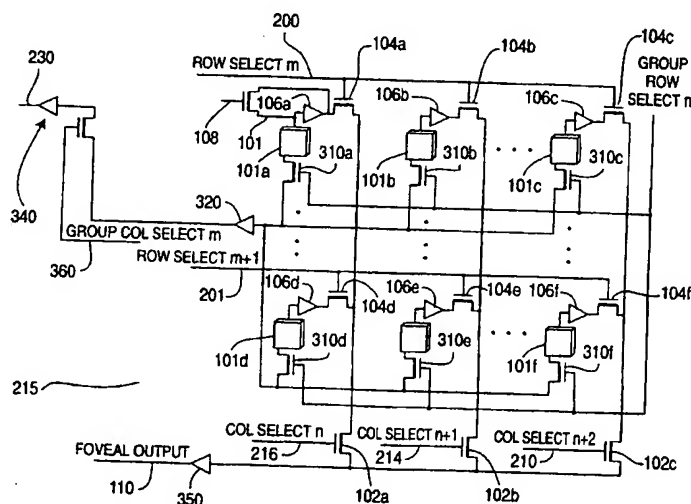 200
104a
104b
104c
230
ROW SELECT m
GROUP
ROW
SELECT n
106a
106b
106c
108
101
101a
310a
101b
310b
101c
310c
340
320
GROUP COL SELECT m
360
ROW SELECT m+1
201
106d
104d
106e
104e
106f
104f
101d
310d
310e
101e
101f
310f
215
COL SELECT n
216
COL SELECT n+1
214
COL SELECT n+2
210
102c
FOVEAL OUTPUT
110
350
102a
102b